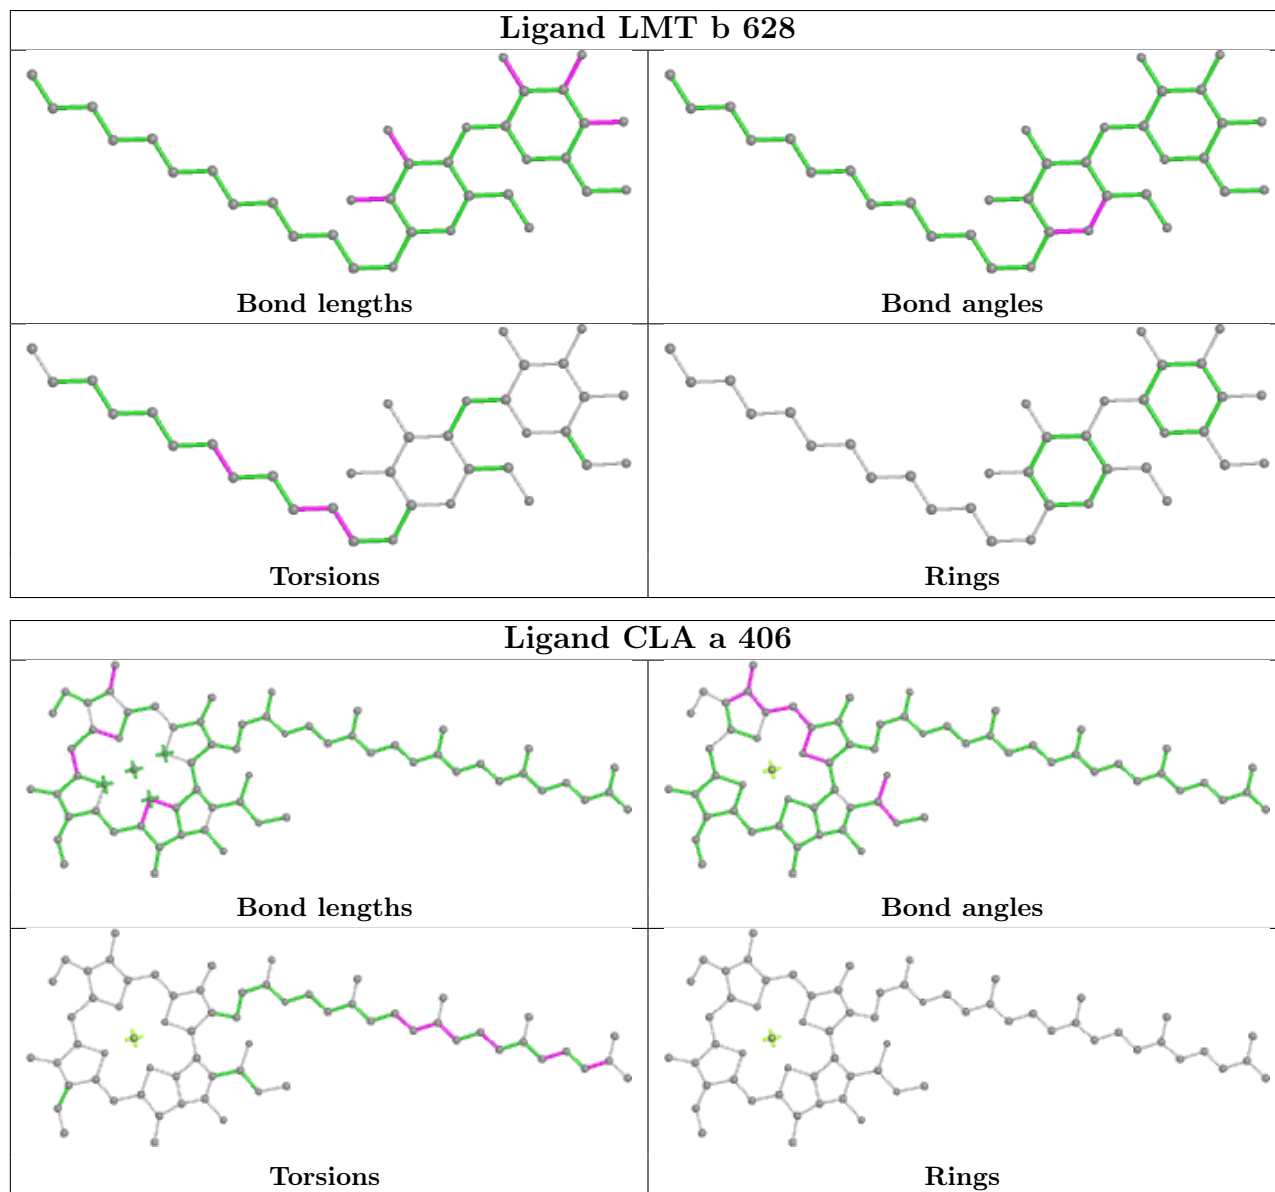 Ligand LMT b 628
Bond lengths
Bond angles
Torsions
Rings
Ligand CLA a 406
Bond lengths
Bond angles
Torsions
Rings